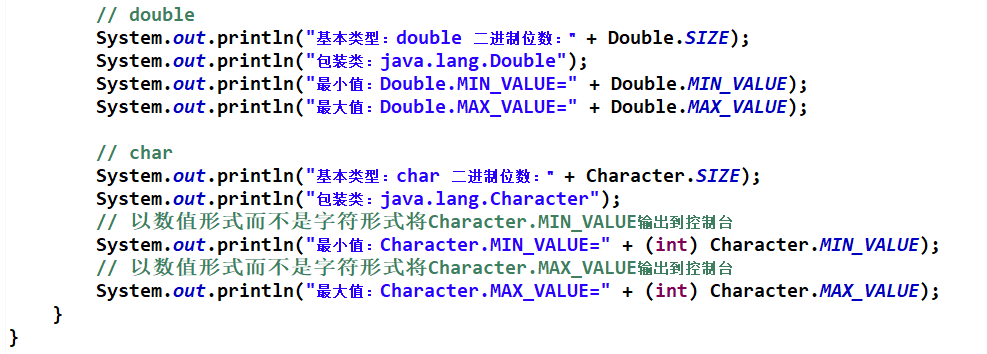 // double
System.out.println("基本类型：double 二进制位数：" + Double.SIZE);
System.out.println("包装类：java.lang.Double");
System.out.println("最小值：Double.MIN_VALUE=" + Double.MIN_VALUE);
System.out.println("最大值：Double.MAX_VALUE=" + Double.MAX_VALUE);
// char
System.out.println("基本类型：char 二进制位数：" + Character.SIZE);
System.out.println("包装类：java.lang.Character");
// 以数值形式而不是字符形式将Character.MIN_VALUE输出到控制台
System.out.println("最小值：Character.MIN_VALUE=" + (int) Character.MIN_VALUE);
// 以数值形式而不是字符形式将Character.MAX_VALUE输出到控制台
System.out.println("最大值：Character.MAX_VALUE=" + (int) Character.MAX_VALUE);
}
}